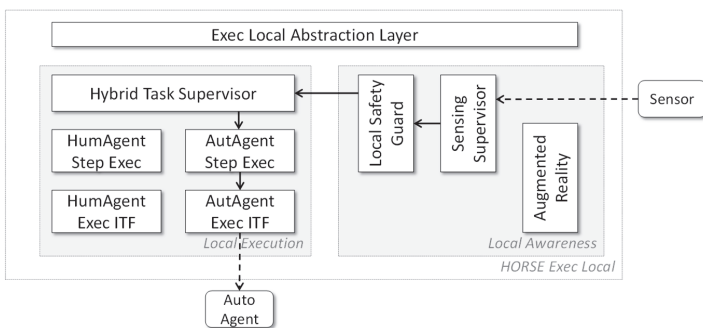 Exec Local Abstraction Layer
Hybrid Task Supervisor
Local Safety
Guard
Sensing
Supervisor
Sensor
HumAgent
Step Exec
AutAgent
Step Exec
Augmented
Reality
HumAgent
Exec ITF
AutAgent
Exec ITF
Local Execution
Local Awareness
HORSE Exec Local
Auto
Agent